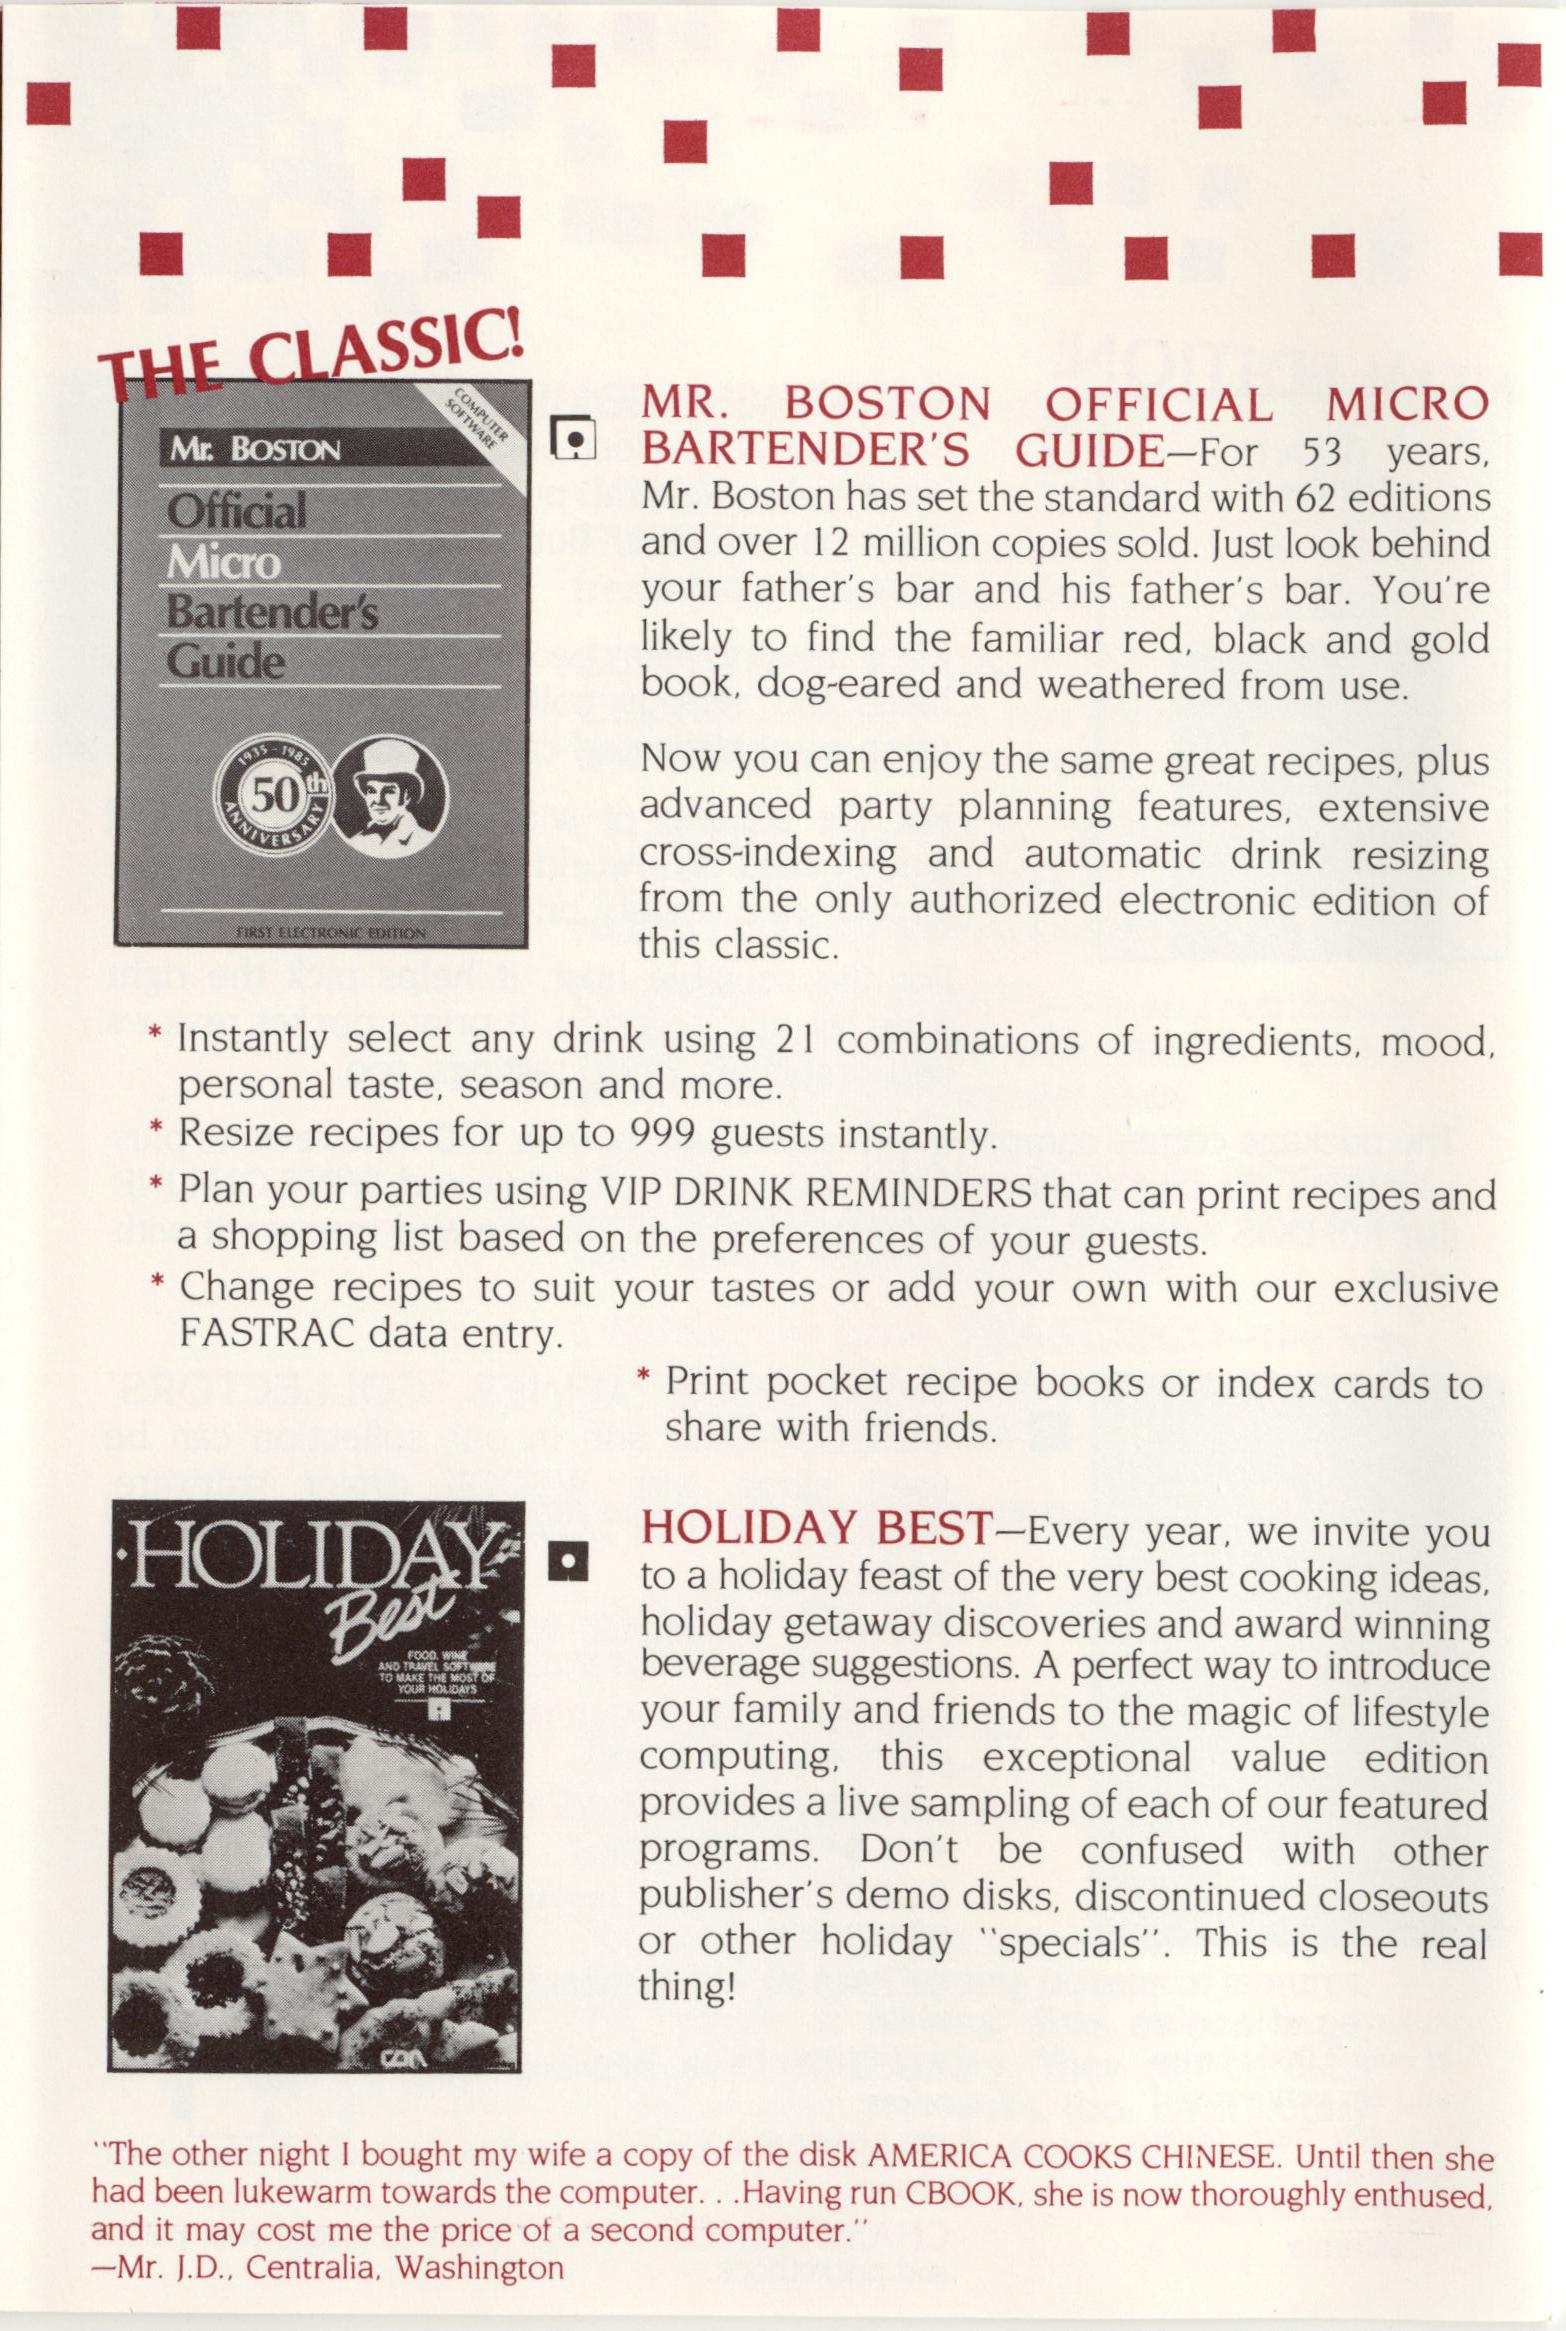 THE CLASSIC!
COMPUTER
SOFTWARE
Mr. BOSTON
Official
Micro
Bartender's
Guide
1935 - 1985
50th
ANNIVERSARY
FIRST ELECTRONIC EDITION
MR. BOSTON OFFICIAL MICRO
BARTENDER'S GUIDE—For 53 years,
Mr. Boston has set the standard with 62 editions
and over 12 million copies sold. Just look behind
your father's bar and his father's bar. You're
likely to find the familiar red, black and gold
book, dog-eared and weathered from use.
Now you can enjoy the same great recipes, plus
advanced party planning features, extensive
cross-indexing and automatic drink resizing
from the only authorized electronic edition of
this classic.
* Instantly select any drink using 21 combinations of ingredients, mood,
personal taste, season and more.
* Resize recipes for up to 999 guests instantly.
* Plan your parties using VIP DRINK REMINDERS that can print recipes and
a shopping list based on the preferences of your guests.
* Change recipes to suit your tastes or add your own with our exclusive
FASTRAC data entry.
* Print pocket recipe books or index cards to
share with friends.
HOLIDAY
Best
FOOD, WINE
AND TRAVEL SOFTWARE
TO MAKE THE MOST OF
YOUR HOLIDAYS
HOLIDAY BEST—Every year, we invite you
to a holiday feast of the very best cooking ideas,
holiday getaway discoveries and award winning
beverage suggestions. A perfect way to introduce
your family and friends to the magic of lifestyle
computing, this exceptional value edition
provides a live sampling of each of our featured
programs. Don't be confused with other
publisher's demo disks, discontinued closeouts
or other holiday "specials". This is the real
thing!
"The other night I bought my wife a copy of the disk AMERICA COOKS CHINESE. Until then she
had been lukewarm towards the computer. . .Having run CBOOK, she is now thoroughly enthused,
and it may cost me the price of a second computer."
—Mr. J.D., Centralia, Washington